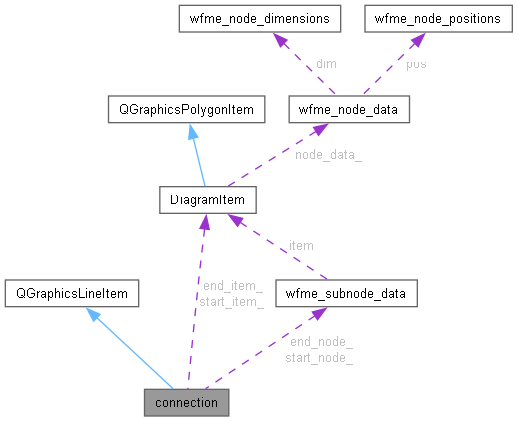 wfme_node_dimensions
wfme_node_positions
dim
pos
QGraphicsPolygonItem
wfme_node_data
node_data_
DiagramItem
item
QGraphicsLineItem
end_item_
start_item_
wfme_subnode_data
end_node_
start_node_
connection